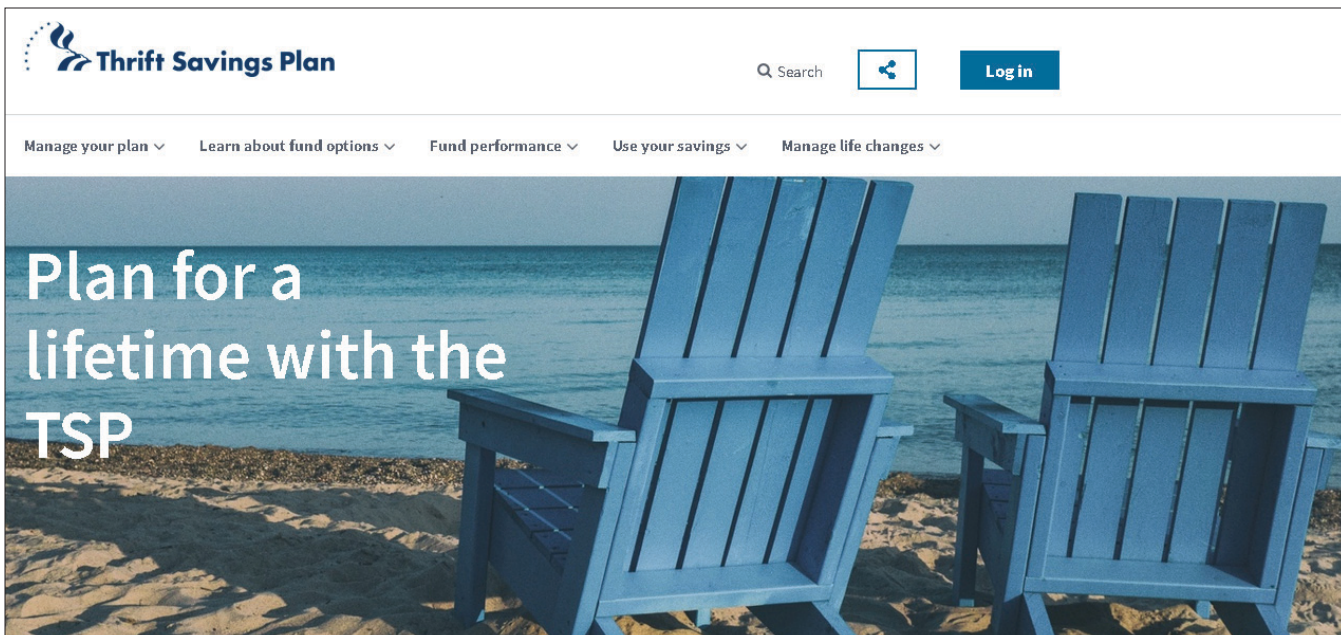 Thrift Savings Plan
Search
Log in
Manage your plan
Learn about fund options
Fund performance
Use your savings
Manage life changes
Plan for a
lifetime with the
TSP